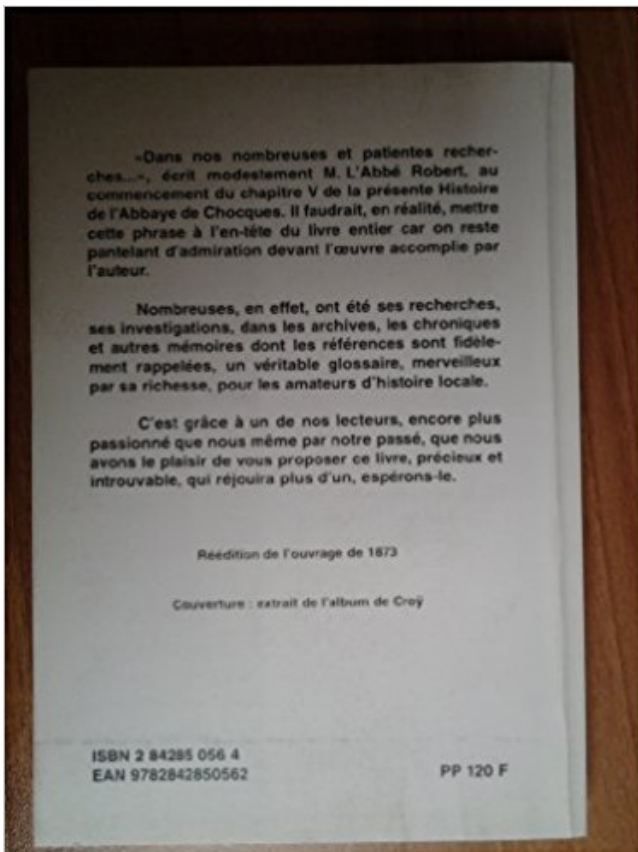 «Dans nos nombreuses et patientes recher-
ches...», écrit modestement M. L'Abbé Robert, au
commencement du chapitre V de la présente Histoire
de l'Abbaye de Chocques. Il faudrait, en réalité, mettre
cette phrase à l'en-tête du livre entier car on reste
pantelant d'admiration devant l'œuvre accomplie par
l'auteur.
Nombreuses, en effet, ont été ses recherches,
ses investigations, dans les archives, les chroniques
et autres mémoires dont les références sont fidèle-
ment rappelées, un véritable glossaire, merveilleux
par sa richesse, pour les amateurs d'histoire locale.
C'est grâce à un de nos lecteurs, encore plus
passionné que nous même par notre passé, que nous
avons le plaisir de vous proposer ce livre, précieux et
introuvable, qui réjouira plus d'un, espérons-le.
Réédition de l'ouvrage de 1873
Couverture : extrait de l'album de Croÿ
ISBN 2 84285 056 4
EAN 9782842850562
PP 120 F